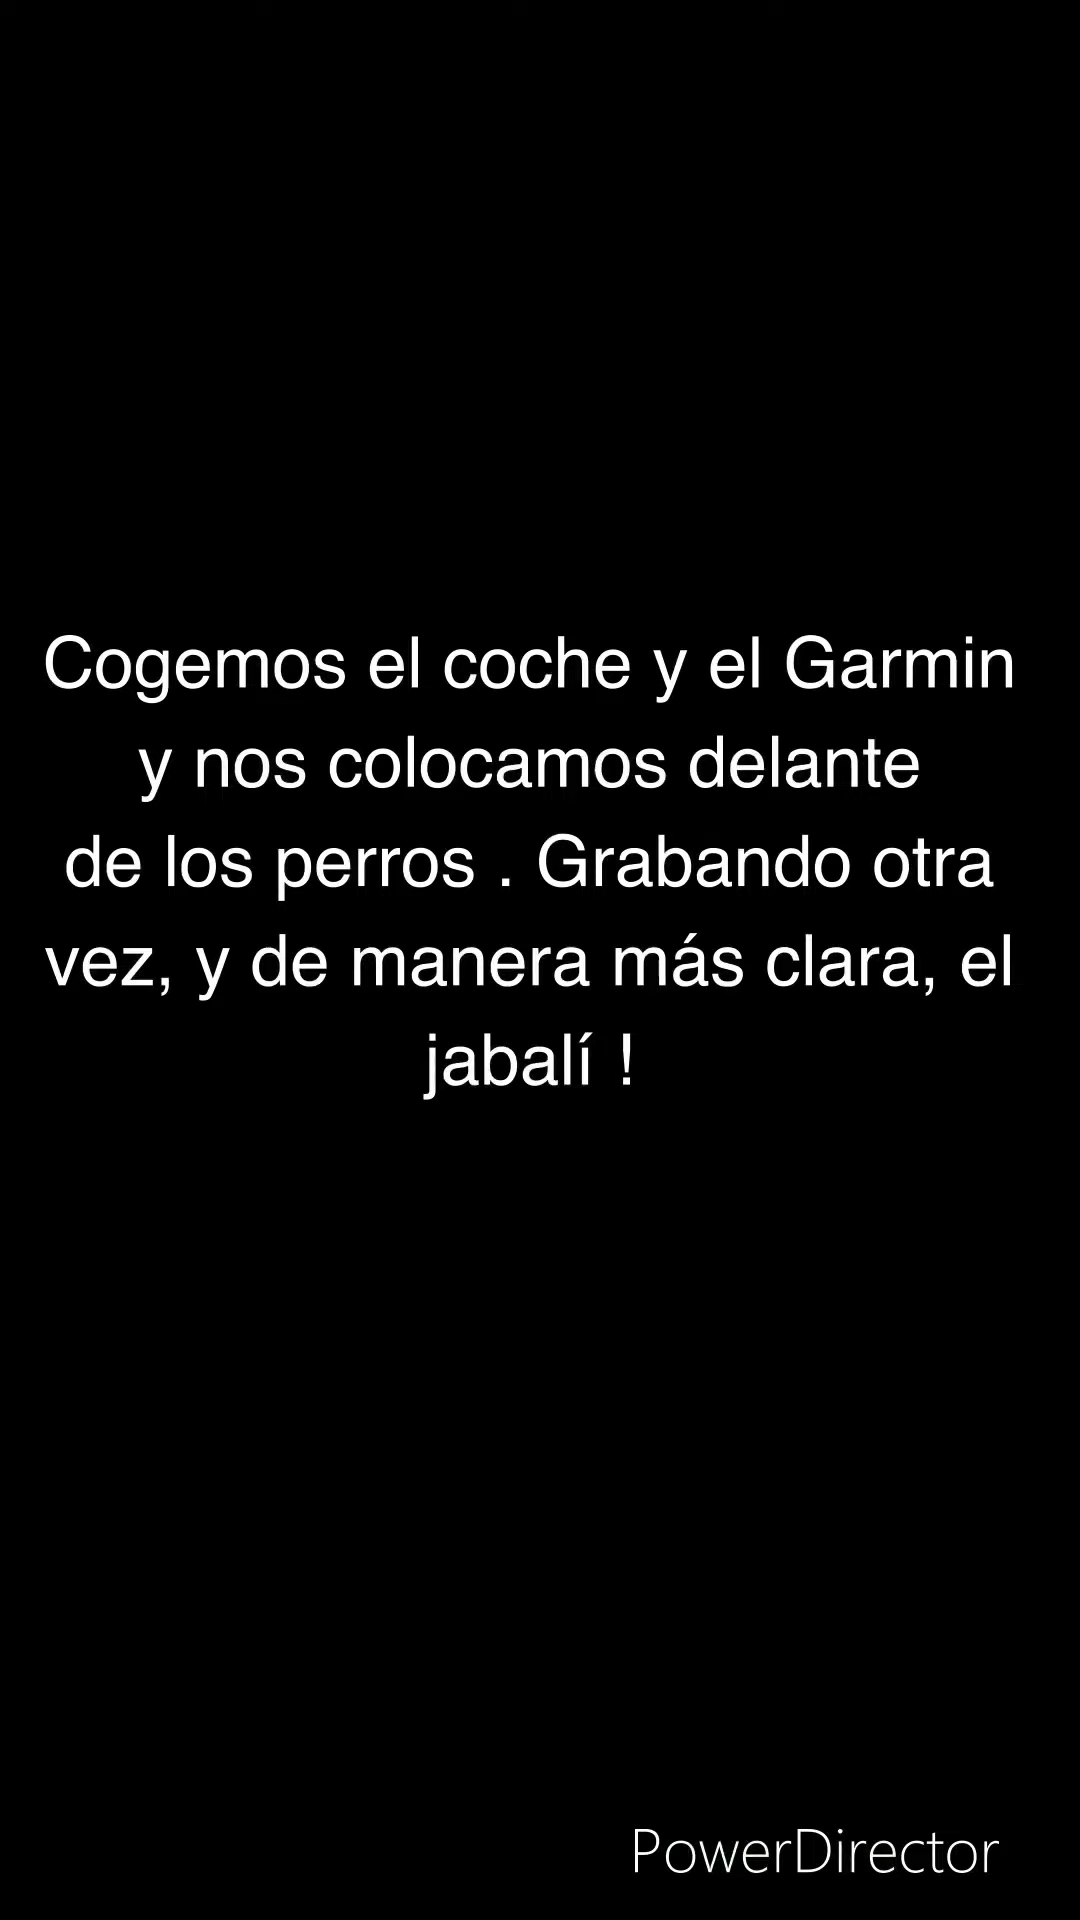 Cogemos el coche y el Garmin
y nos colocamos delante
de los perros . Grabando otra
vez, y de manera más clara, el
jabalí !
PowerDirector